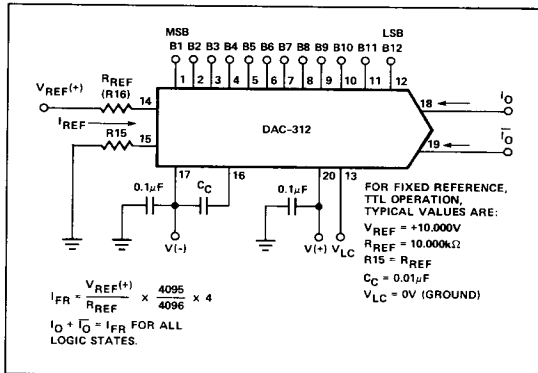 MSB LSB
B1 B2 B3 B4 B5 B6 B7 B8 B9 B10 B11 B12
1 2 3 4 5 6 7 8 9 10 11 12
VREF(+) RREF
(R16) 14
IREF
R15 15
DAC-312
18 IO
19 IO
17 16 20 13
0.1µF CC 0.1µF
V(-) V(+) VLC
FOR FIXED REFERENCE,
TTL OPERATION,
TYPICAL VALUES ARE:
VREF = +10.000V
RREF = 10.000kΩ
R15 = RREF
CC = 0.01µF
VLC = 0V (GROUND)
IFR = VREF(+) / RREF × 4095 / 4096 × 4
IO + I̅O̅ = IFR FOR ALL
LOGIC STATES.